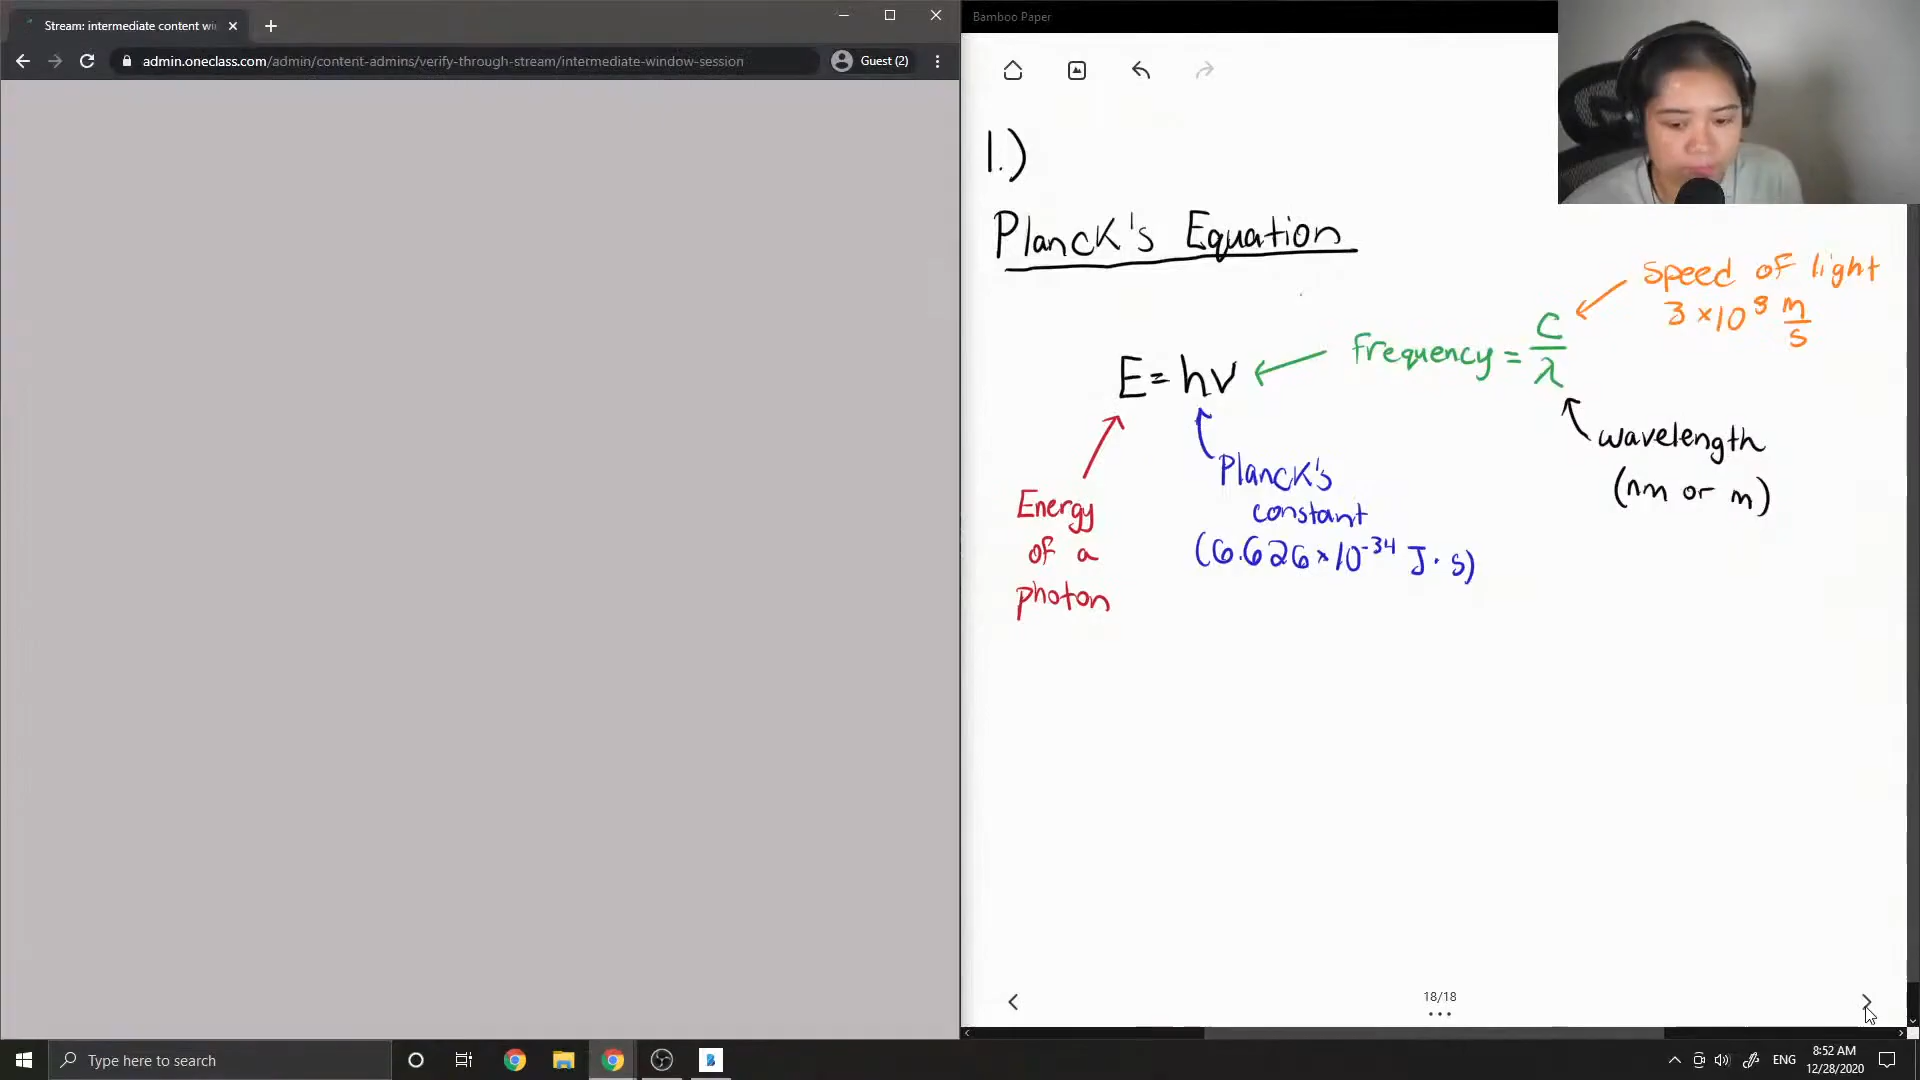 Stream: intermediate content wi
admin.oneclass.com/admin/content-admins/verify-through-stream/intermediate-window-session
Guest (2)
Bamboo Paper
1.)
Planck's Equation
E = hν
frequency = c/λ
speed of light
3 × 10⁸ m/s
wavelength
(nm or m)
Planck's
constant
(6.626 × 10⁻³⁴ J · s)
Energy
of a
photon
18/18
Type here to search
ENG
8:52 AM
12/28/2020